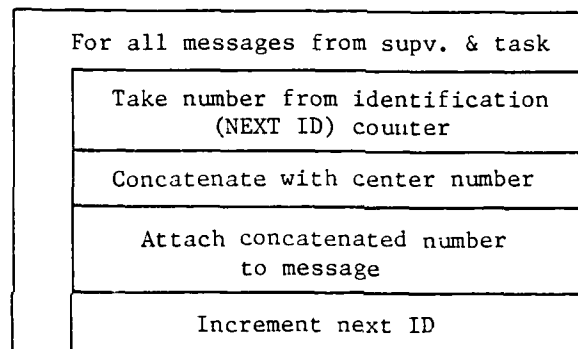 For all messages from supv. & task
Take number from identification
(NEXT ID) counter
Concatenate with center number
Attach concatenated number
to message
Increment next ID